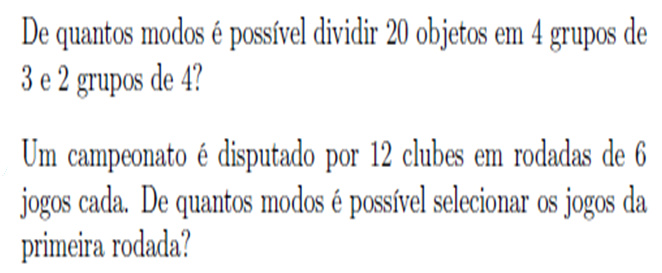 De quantos modos é possível dividir 20 objetos em 4 grupos de
3 e 2 grupos de 4?
Um campeonato é disputado por 12 clubes em rodadas de 6
jogos cada. De quantos modos é possível selecionar os jogos da
primeira rodada?